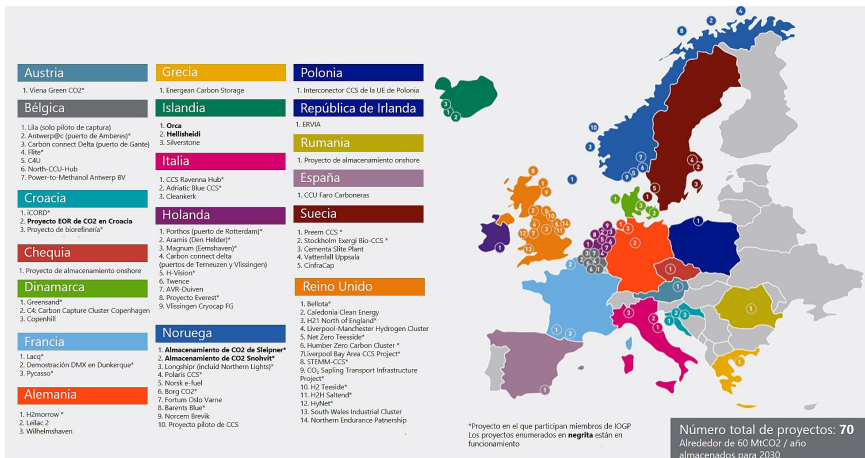 Austria
1. Viena Green CO2*
Bélgica
1. Lila (solo piloto de captura)
2. Antwerp@c (puerto de Amberes)*
3. Carbon connect Delta (puerto de Gante)
4. Flite*
5. C4U
6. North-CCU-Hub
7. Power-to-Methanol Antwerp BV
Croacia
1. iCORD*
2. Proyecto EOR de CO2 en Croacia
3. Proyecto de biorefinería*
Chequia
1. Proyecto de almacenamiento onshore
Dinamarca
1. Greensand*
2. C4: Carbon Capture Cluster Copenhagen
3. Copenhill
Francia
1. Lacq*
2. Demostración DMX en Dunkerque*
3. Pycasso*
Alemania
1. H2morrow *
2. Leilac 2
3. Wilhelmshaven
Grecia
1. Energean Carbon Storage
Islandia
1. Orca
2. Hellisheidi
3. Silverstone
Italia
1. CCS Ravenna Hub*
2. Adriatic Blue CCS*
3. Cleankerk
Holanda
1. Porthos (puerto de Rotterdam)*
2. Aramis (Den Helder)*
3. Magnum (Eemshaven)*
4. Carbon connect delta
(puertos de Terneuzen y Vlissingen)
5. H-Vision*
6. Twence
7. AVR-Duiven
8. Proyecto Everest*
9. Vlissingen Cryocap FG
Noruega
1. Almacenamiento de CO2 de Sleipner*
2. Almacenamiento de CO2 Snohvit*
3. Longshipr (incluid Northern Lights)*
4. Polaris CCS*
5. Norsk e-fuel
6. Borg CO2*
7. Fortum Oslo Varne
8. Barents Blue*
9. Norcem Brevik
10. Proyecto piloto de CCS
Polonia
1. Interconector CCS de la UE de Polonia
República de Irlanda
1. ERVIA
Rumania
1. Proyecto de almacenamiento onshore
España
1. CCU Faro Carboneras
Suecia
1. Preem CCS*
2. Stockholm Exergi Bio-CCS *
3. Cementa Slite Plant
4. Vattenfall Uppsala
5. CinfraCap
Reino Unido
1. Bellota*
2. Caledonia Clean Energy
3. H21 North of England*
4. Liverpool-Manchester Hydrogen Cluster
5. Net Zero Teesside*
6. Humber Zero Carbon Cluster *
7Liverpool Bay Area CCS Project*
8. STEMM-CCS*
9. CO₂ Sapling Transport Infrastructure
Project*
10. H2 Teeside*
11. H2H Saltend*
12. HyNet*
13. South Wales Industrial Cluster
14. Northern Endurance Patnership
*Proyecto en el que participan miembros de IOGP
Los proyectos enumerados en negrita están en
funcionamiento
Número total de proyectos: 70
Alrededor de 60 MtCO2 / año
almacenados para 2030